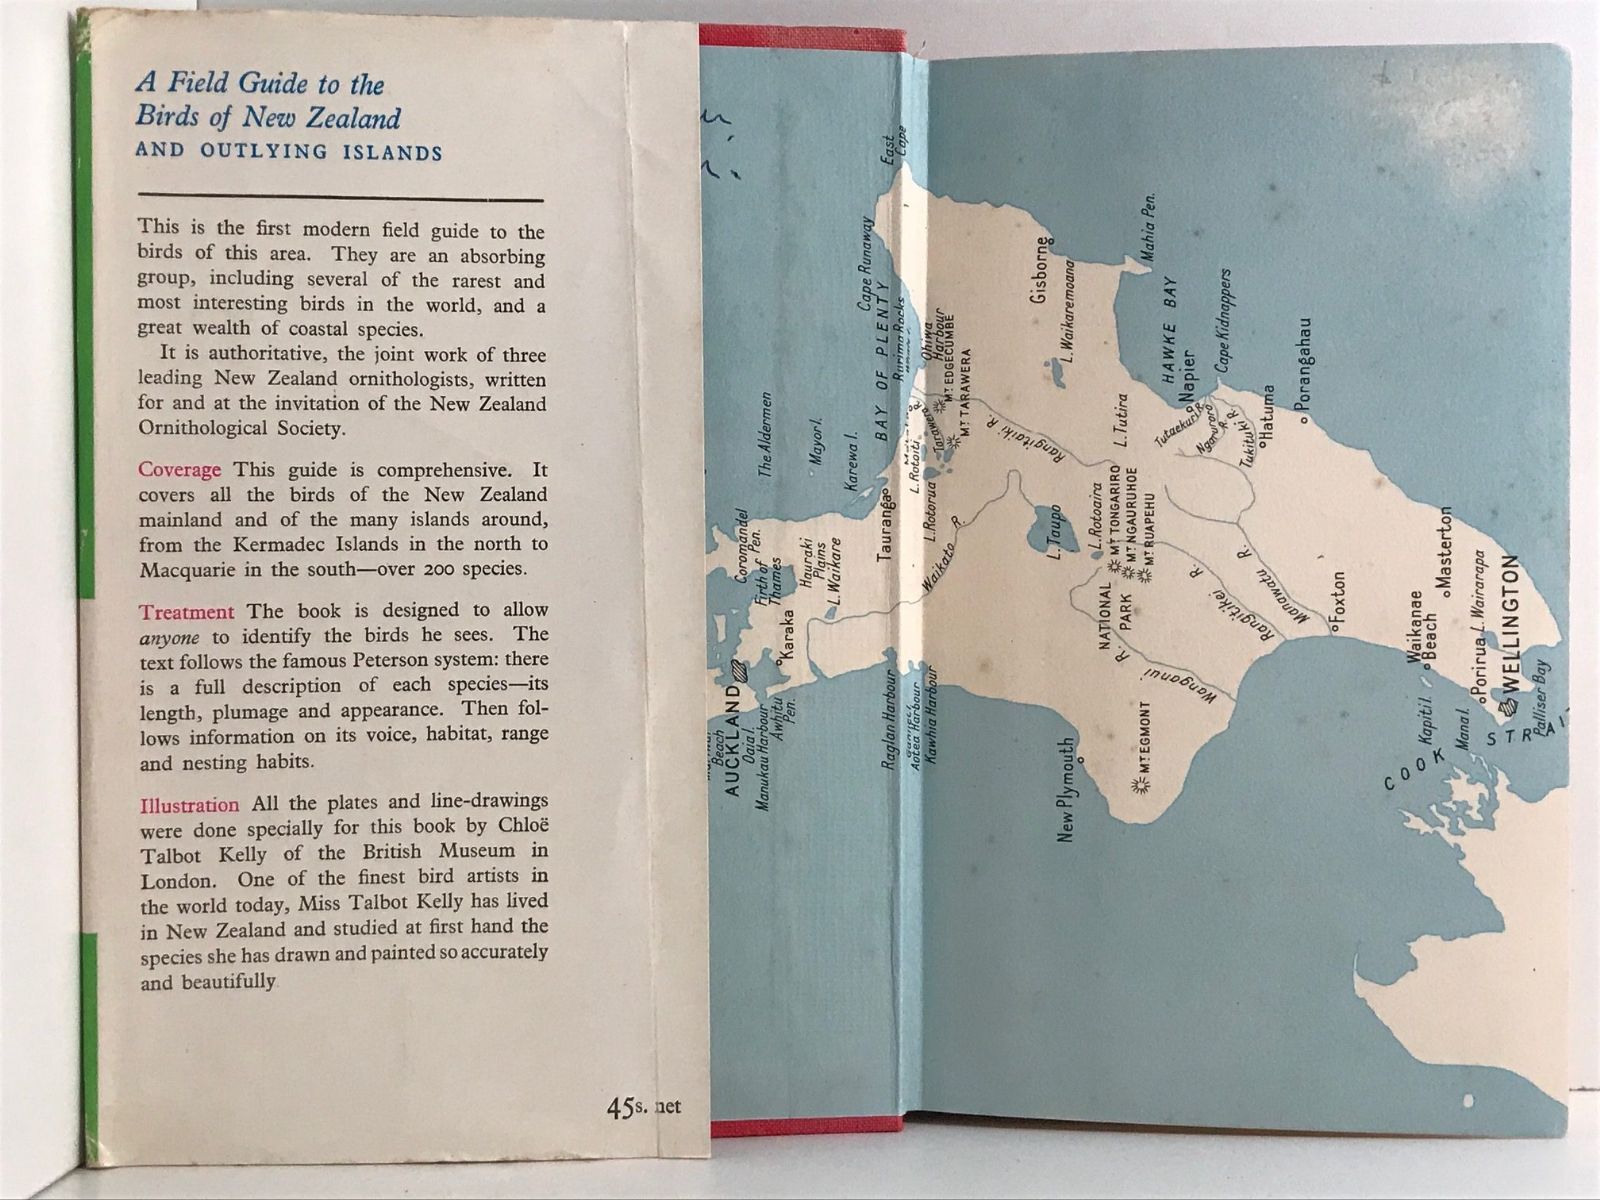 A Field Guide to the
Birds of New Zealand
AND OUTLYING ISLANDS
This is the first modern field guide to the
birds of this area. They are an absorbing
group, including several of the rarest and
most interesting birds in the world, and a
great wealth of coastal species.
It is authoritative, the joint work of three
leading New Zealand ornithologists, written
for and at the invitation of the New Zealand
Ornithological Society.
Coverage This guide is comprehensive. It
covers all the birds of the New Zealand
mainland and of the many islands around,
from the Kermadec Islands in the north to
Macquarie in the south—over 200 species.
Treatment The book is designed to allow
anyone to identify the birds he sees. The
text follows the famous Peterson system: there
is a full description of each species—its
length, plumage and appearance. Then fol-
lows information on its voice, habitat, range
and nesting habits.
Illustration All the plates and line-drawings
were done specially for this book by Chloë
Talbot Kelly of the British Museum in
London. One of the finest bird artists in
the world today, Miss Talbot Kelly has lived
in New Zealand and studied at first hand the
species she has drawn and painted so accurately
and beautifully
45s. net
East
Cape
Cape Runaway
BAY OF PLENTY
Rurima Rocks
Ohiwa
Harbour
MT EDGECUMBE
MT TARAWERA
Gisborne
L. Waikaremoana
Mahia Pen.
HAWKE BAY
Napier
Cape Kidnappers
Porangahau
Hatuma
Tutaekuri R.
Ngaruroro
R.
Tukituki R.
L. Tutira
Rangitaiki R.
The Aldermen
Mayor I.
Karewa I.
Tauranga
L. Rotoiti
Tarawera
L. Rotorua
Coromandel
Pen.
Firth of
Thames
Hauraki
Plains
L. Waikare
Waikato R.
L. Taupo
L. Rotoaira
MT TONGARIRO
MT NGAURUHOE
MT RUAPEHU
NATIONAL
PARK
Rangitikei R.
Manawatu R.
Wanganui R.
Foxton
Masterton
Waikanae
Beach
Porirua
L. Wairarapa
WELLINGTON
Palliser Bay
Kapiti I.
Mana I.
COOK
STRAI
Karaka
AUCKLAND
Beach
Oaia I.
Manukau Harbour
Awhitu
Pen.
Raglan Harbour
Aotea Harbour
Kawhia Harbour
New Plymouth
MT EGMONT